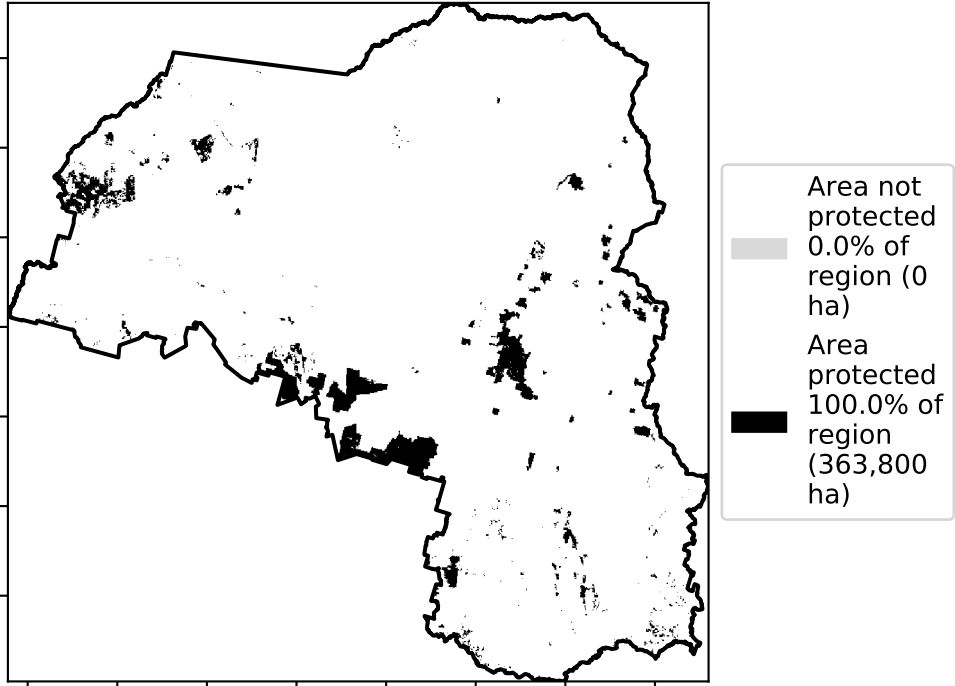 Area not
protected
0.0% of
region (0
ha)
Area
protected
100.0% of
region
(363,800
ha)